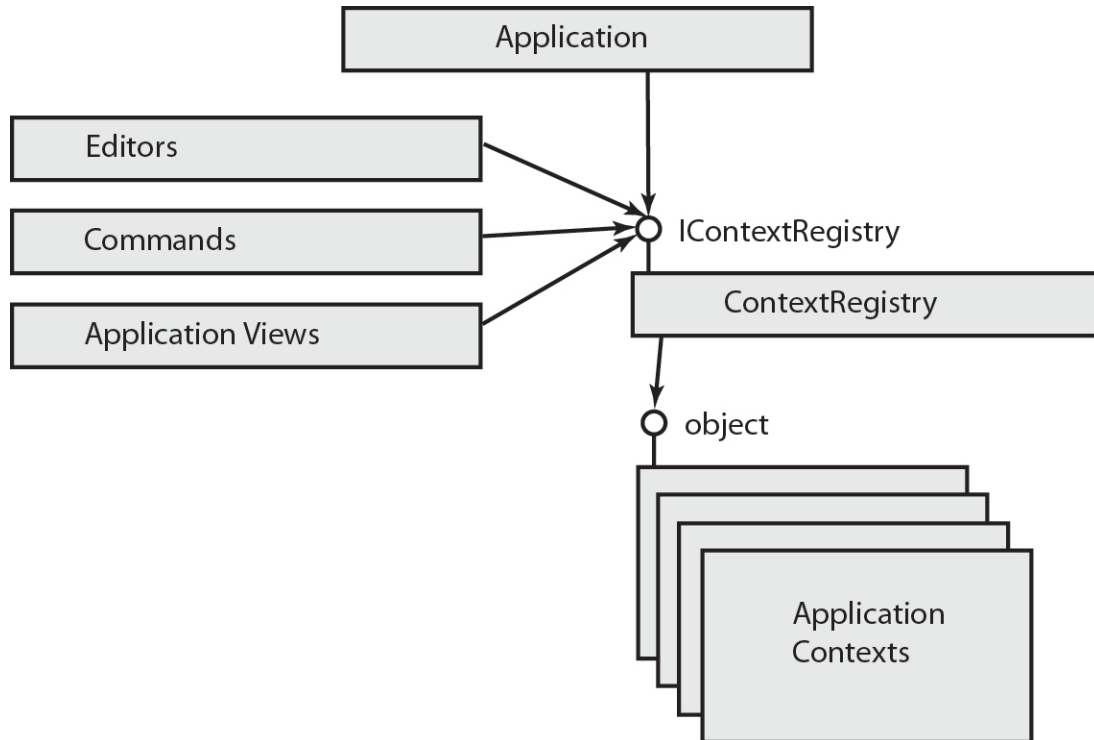 Application
Editors
Commands
Application Views
IContextRegistry
ContextRegistry
object
Application
Contexts